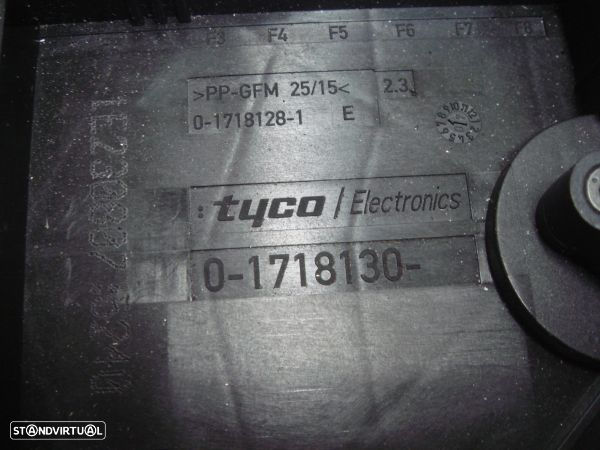 F3 F4 F5 F6 F7 F8
>PP-GFM 25/15< 2.3.
0-1718128-1 E
tyco / Electronics
0-1718130-
STANDVIRTUAL